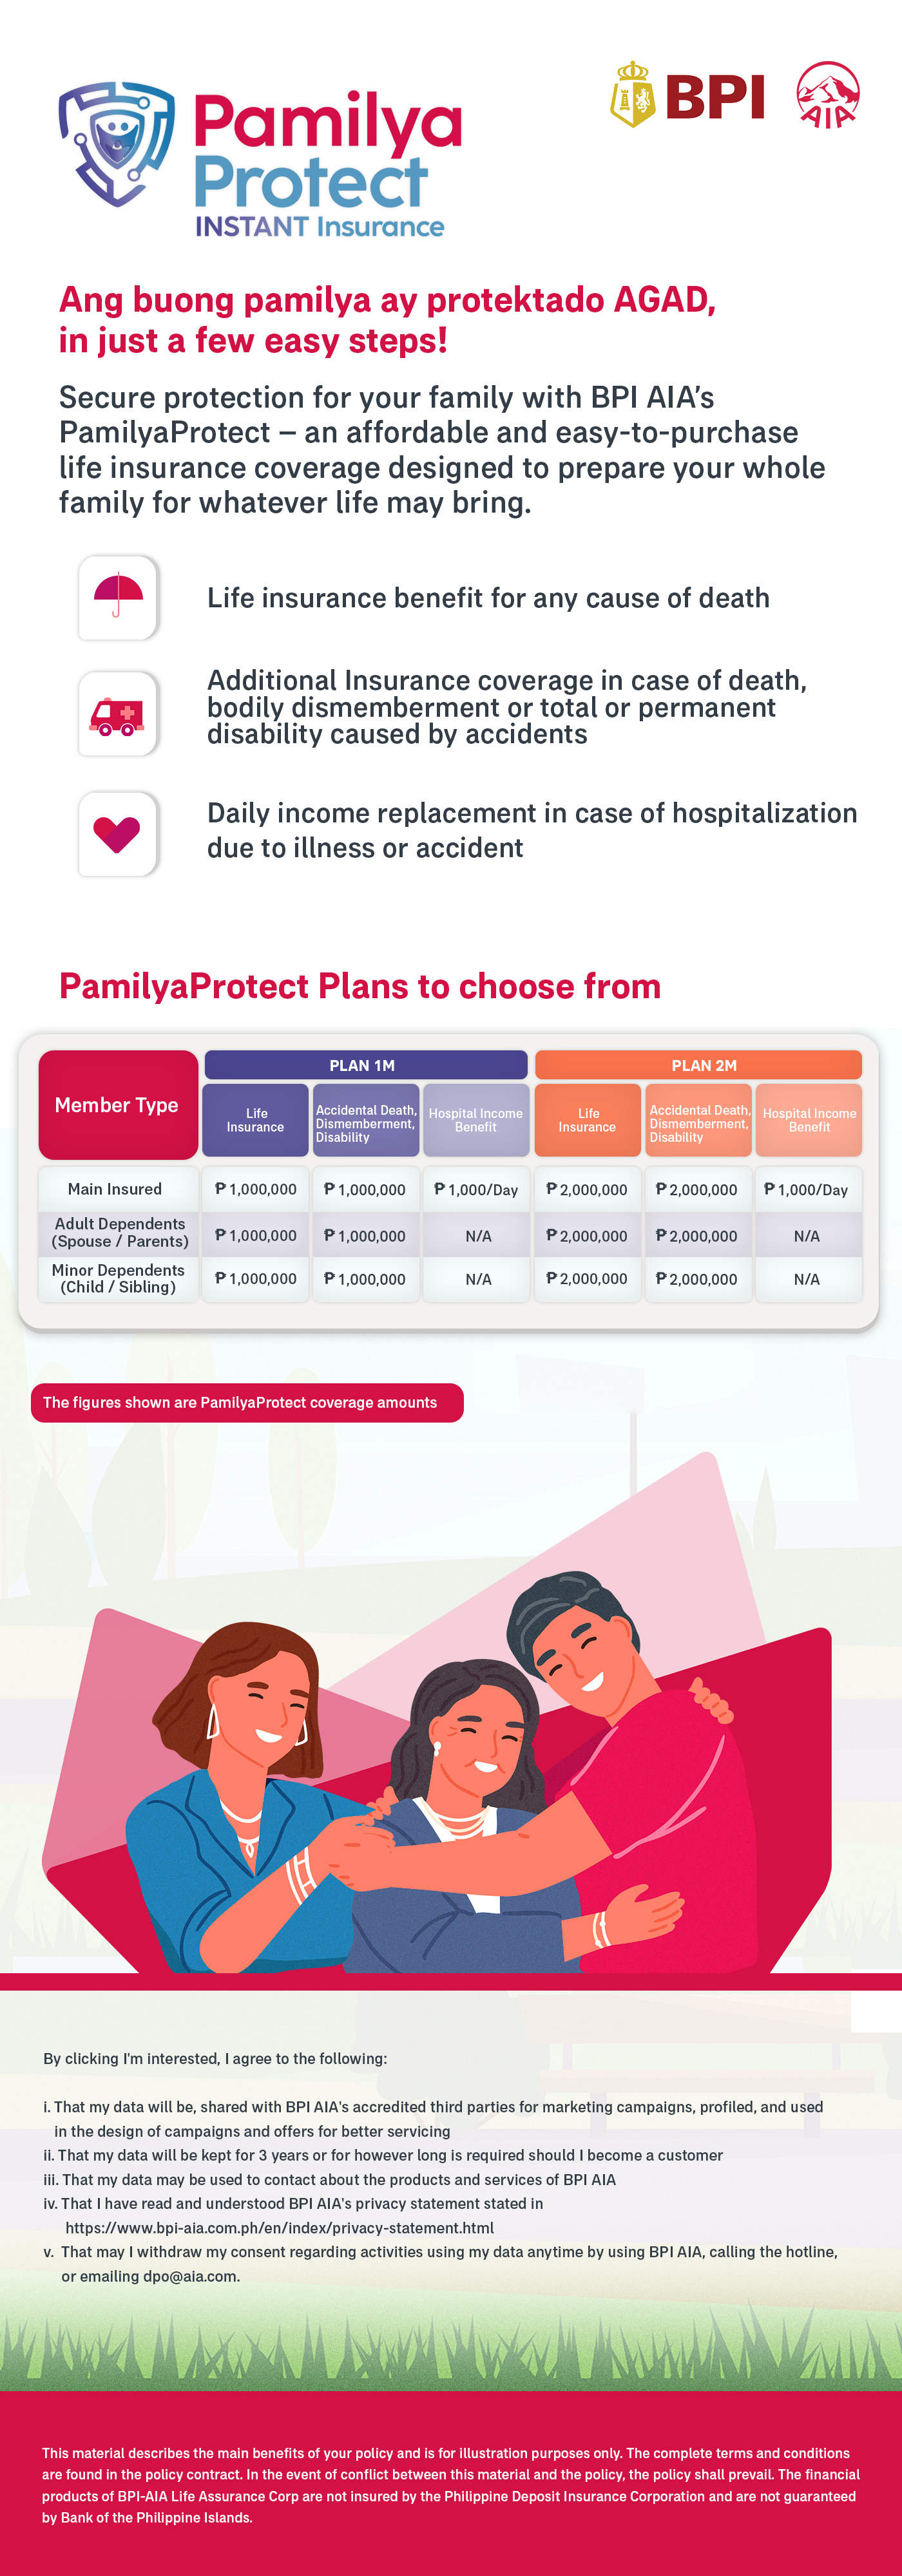 Pamilya
Protect
INSTANT Insurance
BPI
AIA
Ang buong pamilya ay protektado AGAD,
in just a few easy steps!
Secure protection for your family with BPI AIA’s
PamilyaProtect – an affordable and easy-to-purchase
life insurance coverage designed to prepare your whole
family for whatever life may bring.
Life insurance benefit for any cause of death
Additional Insurance coverage in case of death,
bodily dismemberment or total or permanent
disability caused by accidents
Daily income replacement in case of hospitalization
due to illness or accident
PamilyaProtect Plans to choose from
Member Type
PLAN 1M
PLAN 2M
Life
Insurance
Accidental Death,
Dismemberment,
Disability
Hospital Income
Benefit
Life
Insurance
Accidental Death,
Dismemberment,
Disability
Hospital Income
Benefit
Main Insured ₱ 1,000,000 ₱ 1,000,000 ₱ 1,000/Day ₱ 2,000,000 ₱ 2,000,000 ₱ 1,000/Day
Adult Dependents
(Spouse / Parents) ₱ 1,000,000 ₱ 1,000,000 N/A ₱ 2,000,000 ₱ 2,000,000 N/A
Minor Dependents
(Child / Sibling) ₱ 1,000,000 ₱ 1,000,000 N/A ₱ 2,000,000 ₱ 2,000,000 N/A
The figures shown are PamilyaProtect coverage amounts
By clicking I'm interested, I agree to the following:
i. That my data will be, shared with BPI AIA's accredited third parties for marketing campaigns, profiled, and used
in the design of campaigns and offers for better servicing
ii. That my data will be kept for 3 years or for however long is required should I become a customer
iii. That my data may be used to contact about the products and services of BPI AIA
iv. That I have read and understood BPI AIA's privacy statement stated in
https://www.bpi-aia.com.ph/en/index/privacy-statement.html
v. That may I withdraw my consent regarding activities using my data anytime by using BPI AIA, calling the hotline,
or emailing dpo@aia.com.
This material describes the main benefits of your policy and is for illustration purposes only. The complete terms and conditions
are found in the policy contract. In the event of conflict between this material and the policy, the policy shall prevail. The financial
products of BPI-AIA Life Assurance Corp are not insured by the Philippine Deposit Insurance Corporation and are not guaranteed
by Bank of the Philippine Islands.